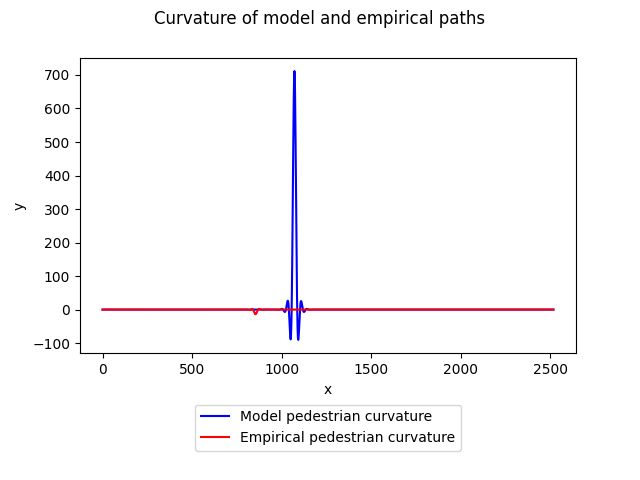 Curvature of model and empirical paths
700
600
500
400
300
200
100
0
−100
y
0 500 1000 1500 2000 2500
x
Model pedestrian curvature
Empirical pedestrian curvature